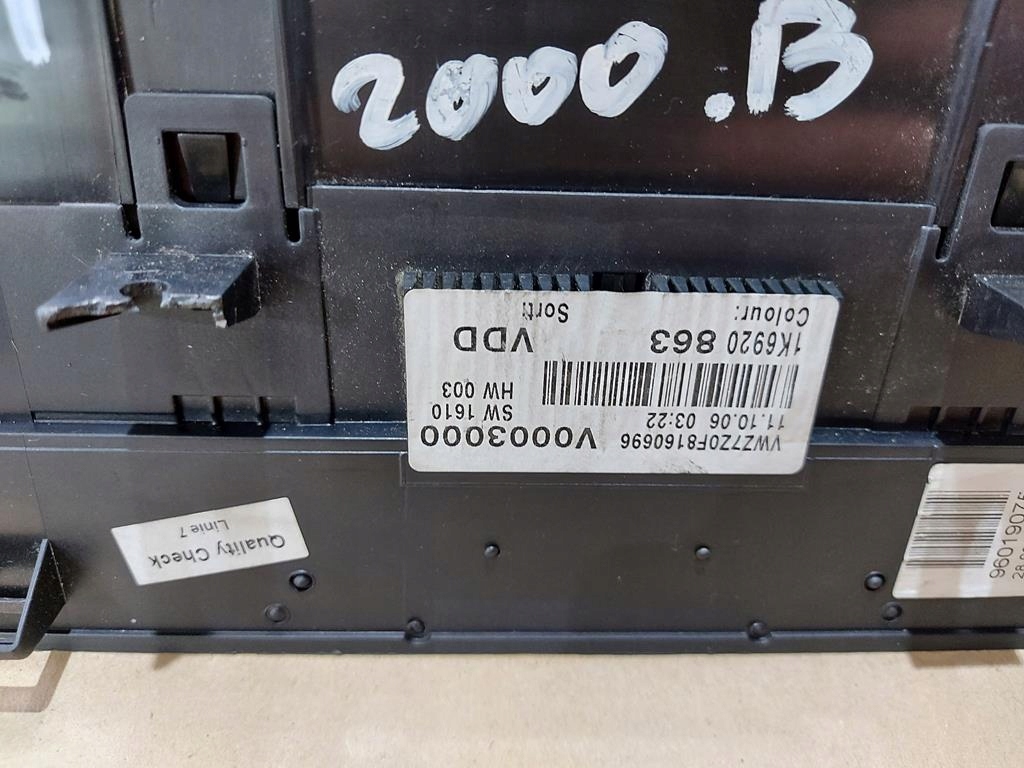 2000.B
VWZ7Z0F8160696
11.10.06 03:22
V0003000
SW 1610
HW 003
1K6920 863 VDD
Colour: Sorti
Quality Check
Linie 7